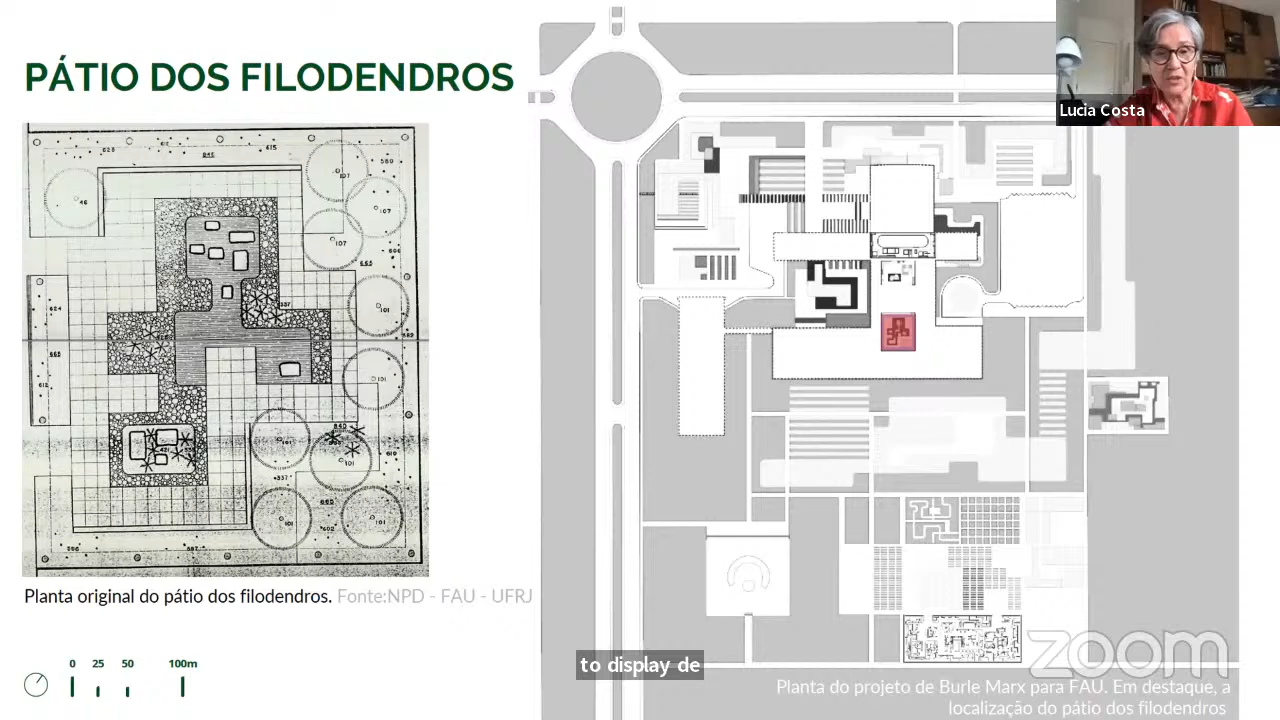 PÁTIO DOS FILODENDROS
Lucia Costa
Planta original do pátio dos filodendros. Fonte:NPD - FAU - UFRJ
0 25 50 100m
to display de
zoom
Planta do projeto de Burle Marx para FAU. Em destaque, a
localização do pátio dos filodendros